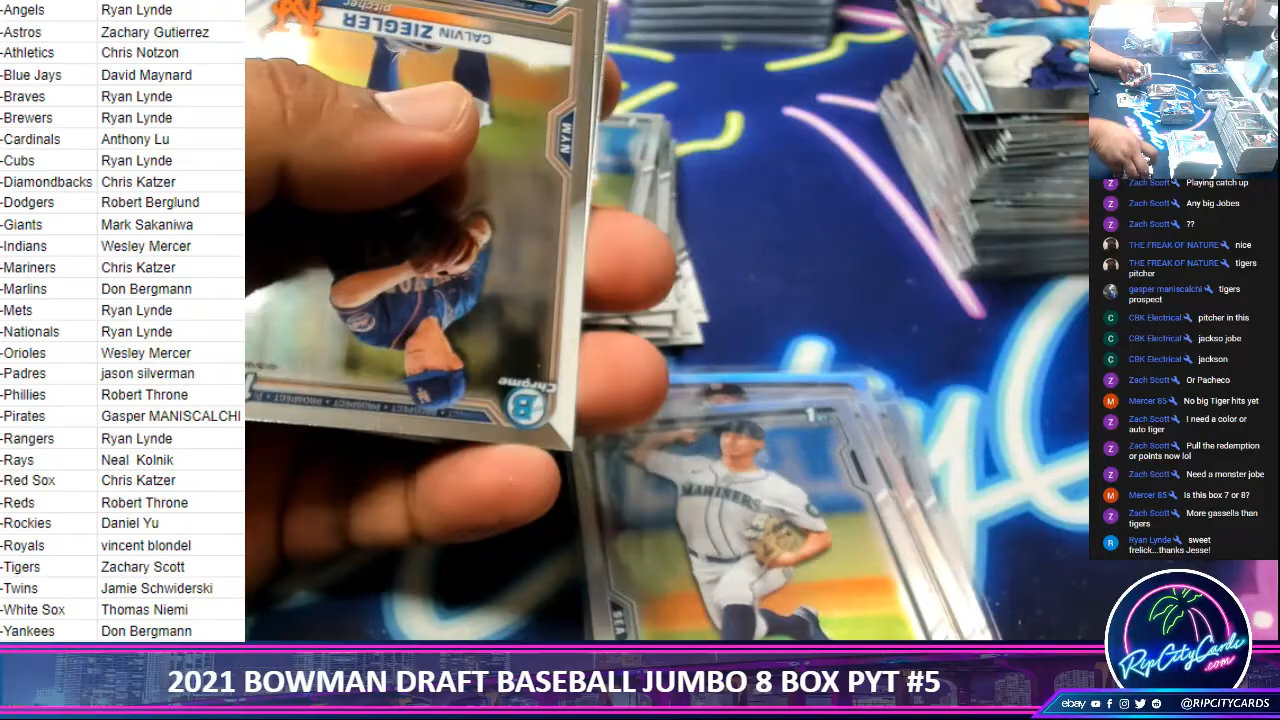 -Angels Ryan Lynde
-Astros Zachary Gutierrez
-Athletics Chris Notzon
-Blue Jays David Maynard
-Braves Ryan Lynde
-Brewers Ryan Lynde
-Cardinals Anthony Lu
-Cubs Ryan Lynde
-Diamondbacks Chris Katzer
-Dodgers Robert Berglund
-Giants Mark Sakaniwa
-Indians Wesley Mercer
-Mariners Chris Katzer
-Marlins Don Bergmann
-Mets Ryan Lynde
-Nationals Ryan Lynde
-Orioles Wesley Mercer
-Padres jason silverman
-Phillies Robert Throne
-Pirates Gasper MANISCALCHI
-Rangers Ryan Lynde
-Rays Neal Kolnik
-Red Sox Chris Katzer
-Reds Robert Throne
-Rockies Daniel Yu
-Royals vincent blondel
-Tigers Zachary Scott
-Twins Jamie Schwiderski
-White Sox Thomas Niemi
-Yankees Don Bergmann
pitcher
CALVIN ZIEGLER
NYM
Chrome
B
PROSPECT
1
MARINERS
SEA
Zach Scott Playing catch up
Zach Scott Any big Jobes
Zach Scott ??
THE FREAK OF NATURE nice
THE FREAK OF NATURE tigers
pitcher
gasper maniscalchi tigers
prospect
CBK Electrical pitcher in this
CBK Electrical jackso jobe
CBK Electrical jackson
Zach Scott Or Pacheco
Mercer 85 No big Tiger hits yet
Zach Scott I need a color or
auto tiger
Zach Scott Pull the redemption
or points now lol
Zach Scott Need a monster jobe
Mercer 85 Is this box 7 or 8?
Zach Scott More gassells than
tigers
Ryan Lynde sweet
frelick...thanks Jesse!
RipCityCards
.com
2021 BOWMAN DRAFT BASEBALL JUMBO 8 BOX PYT #5
ebay @RIPCITYCARDS